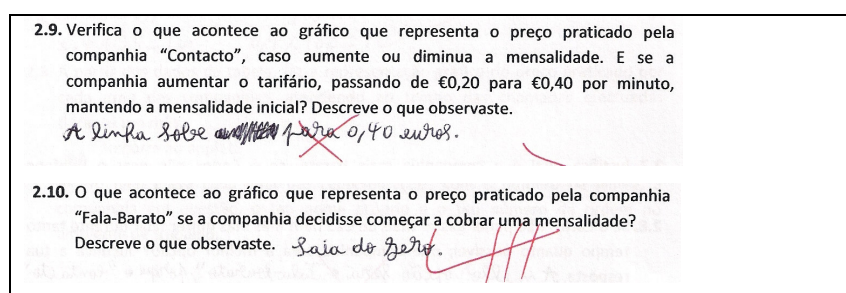 2.9. Verifica o que acontece ao gráfico que representa o preço praticado pela
companhia "Contacto", caso aumente ou diminua a mensalidade. E se a
companhia aumentar o tarifário, passando de €0,20 para €0,40 por minuto,
mantendo a mensalidade inicial? Descreve o que observaste.
A linha sobe para 0,40 euros.
2.10. O que acontece ao gráfico que representa o preço praticado pela companhia
"Fala-Barato" se a companhia decidisse começar a cobrar uma mensalidade?
Descreve o que observaste. Saia do zero.